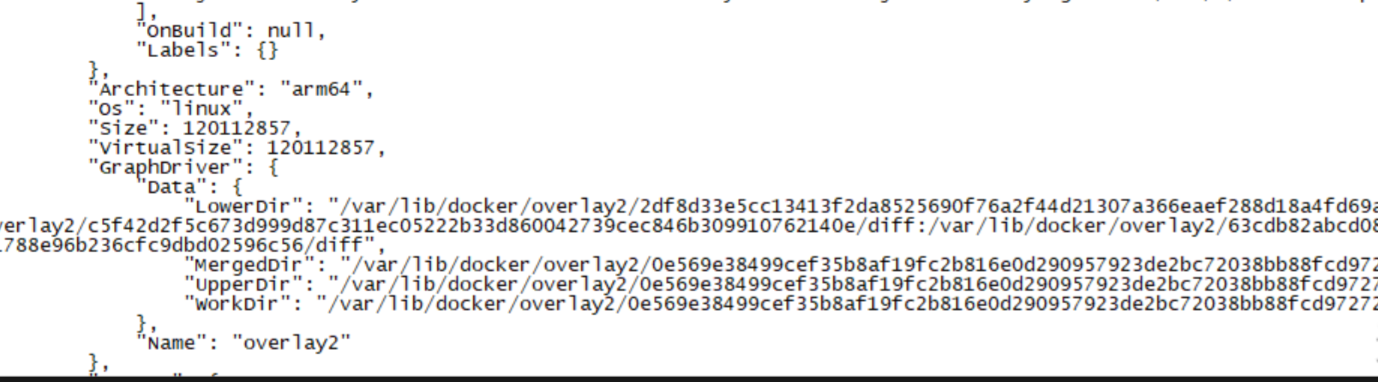 ],
"OnBuild": null,
"Labels": {}
},
"Architecture": "arm64",
"Os": "linux",
"Size": 120112857,
"VirtualSize": 120112857,
"GraphDriver": {
"Data": {
"LowerDir": "/var/lib/docker/overlay2/2df8d33e5cc13413f2da8525690f76a2f44d21307a366eaef288d18a4fd69a
verlay2/c5f42d2f5c673d999d87c311ec05222b33d860042739cec846b309910762140e/diff:/var/lib/docker/overlay2/63cdb82abcd08
1788e96b236cfc9dbd02596c56/diff",
"MergedDir": "/var/lib/docker/overlay2/0e569e38499cef35b8af19fc2b816e0d290957923de2bc72038bb88fcd972
"UpperDir": "/var/lib/docker/overlay2/0e569e38499cef35b8af19fc2b816e0d290957923de2bc72038bb88fcd9727
"WorkDir": "/var/lib/docker/overlay2/0e569e38499cef35b8af19fc2b816e0d290957923de2bc72038bb88fcd97272
},
"Name": "overlay2"
},